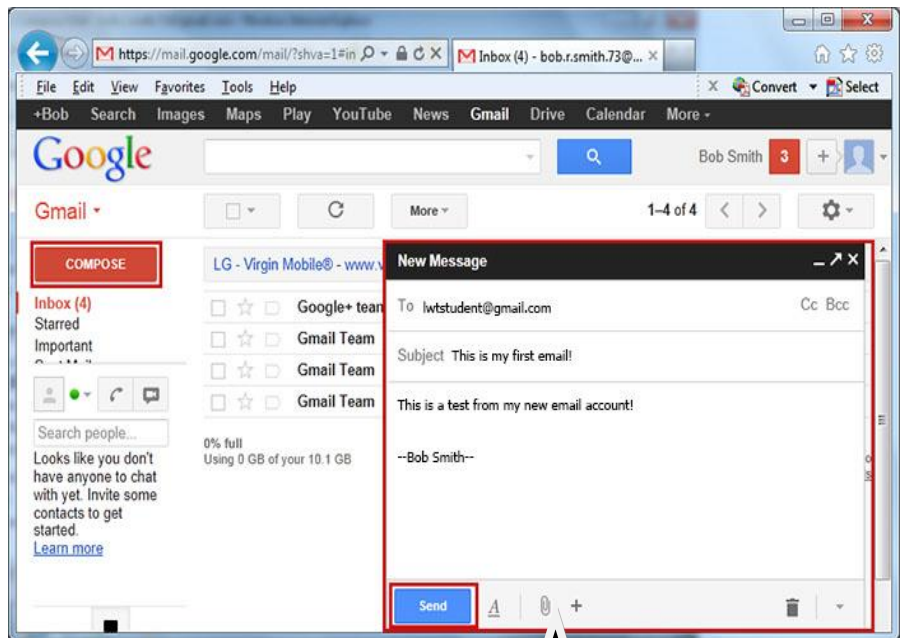 https://mail.google.com/mail/?shva=1#in
Inbox (4) - bob.r.smith.73@...
File Edit View Favorites Tools Help
X Convert Select
+Bob Search Images Maps Play YouTube News Gmail Drive Calendar More
Google
Bob Smith 3 +
Gmail
More
1–4 of 4
COMPOSE
LG - Virgin Mobile® - www.v
Inbox (4)
Starred
Important
Google+ team
Gmail Team
Gmail Team
Gmail Team
Search people...
Looks like you don't
have anyone to chat
with yet. Invite some
contacts to get
started.
Learn more
0% full
Using 0 GB of your 10.1 GB
New Message
To lwtstudent@gmail.com Cc Bcc
Subject This is my first email!
This is a test from my new email account!
--Bob Smith--
Send A +